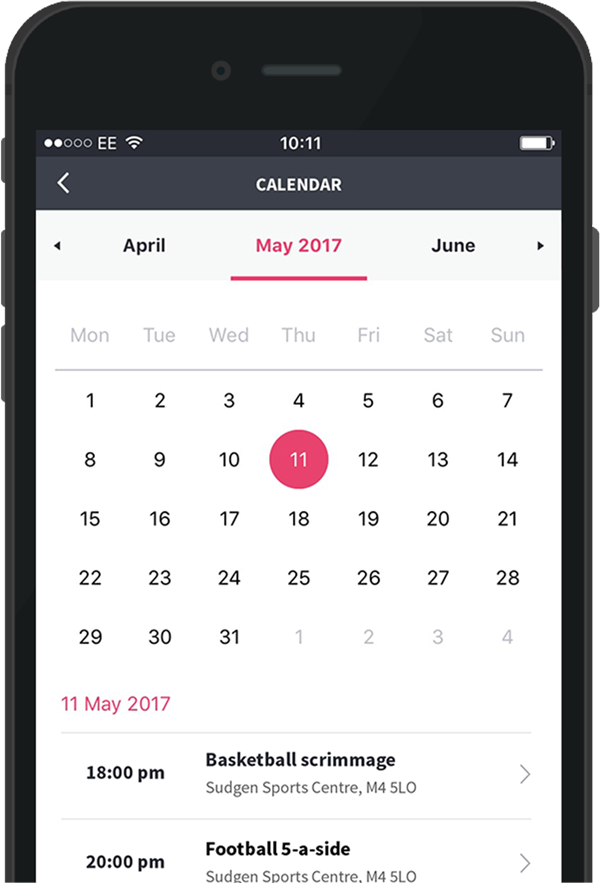 EE 10:11
CALENDAR
April May 2017 June
Mon Tue Wed Thu Fri Sat Sun
1 2 3 4 5 6 7
8 9 10 11 12 13 14
15 16 17 18 19 20 21
22 23 24 25 26 27 28
29 30 31 1 2 3 4
11 May 2017
18:00 pm Basketball scrimmage
Sudgen Sports Centre, M4 5LO
20:00 pm Football 5-a-side
Sudgen Sports Centre, M4 5LO